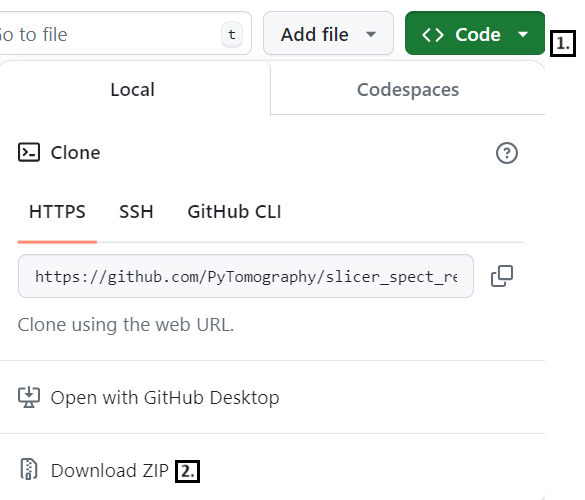 to file t Add file <> Code 1.
Local Codespaces
Clone
HTTPS SSH GitHub CLI
https://github.com/PyTomography/slicer_spect_re
Clone using the web URL.
Open with GitHub Desktop
Download ZIP 2.